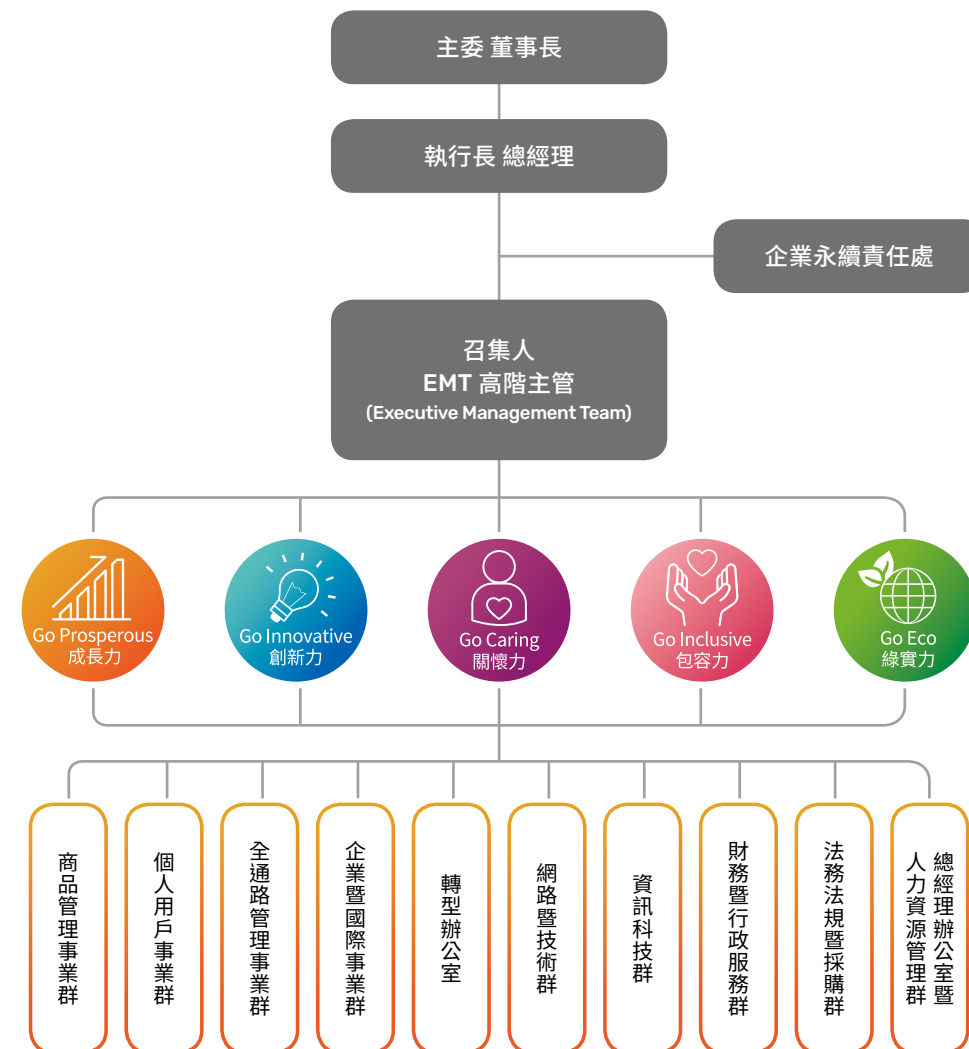 主委 董事長
執行長 總經理
企業永續責任處
召集人
EMT 高階主管
(Executive Management Team)
Go Prosperous
成長力
Go Innovative
創新力
Go Caring
關懷力
Go Inclusive
包容力
Go Eco
綠實力
商品管理事業群
個人用戶事業群
全通路管理事業群
企業暨國際事業群
轉型辦公室
網路暨技術群
資訊科技群
財務暨行政服務群
法務法規暨採購群
總經理辦公室暨
人力資源管理群